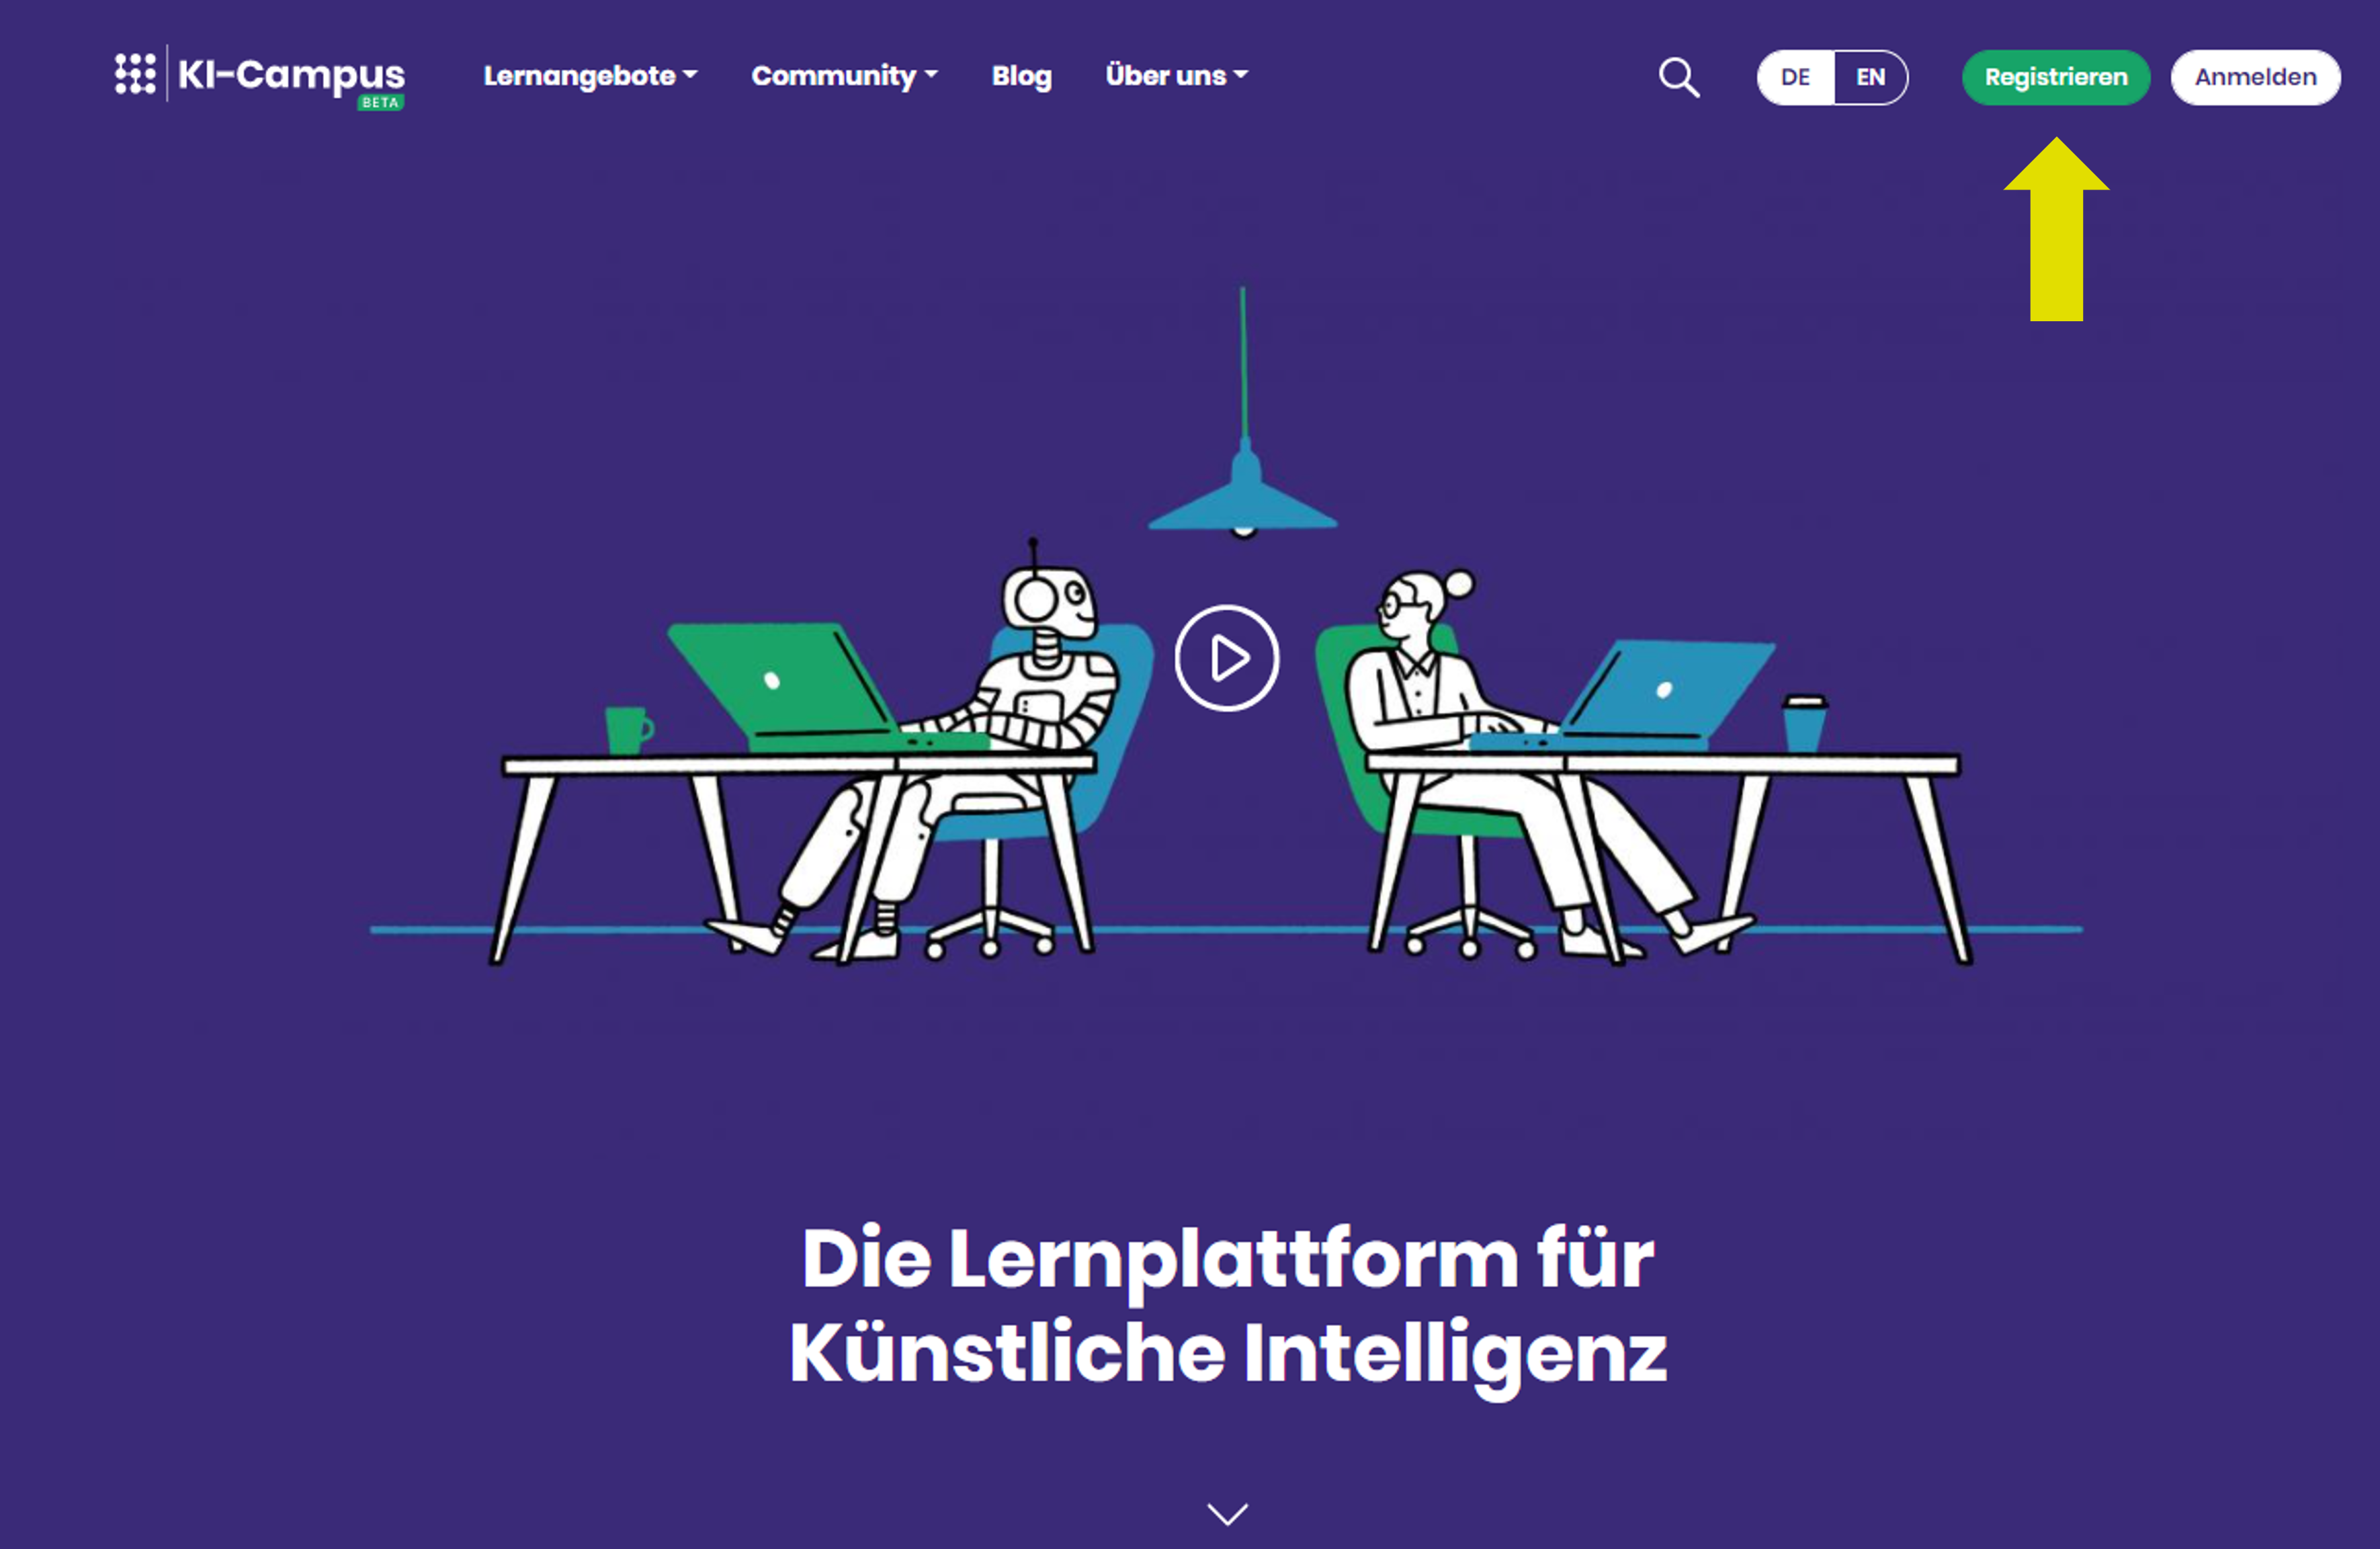 KI-Campus
BETA
Lernangebote
Community
Blog
Über uns
DE
EN
Registrieren
Anmelden
Die Lernplattform für
Künstliche Intelligenz